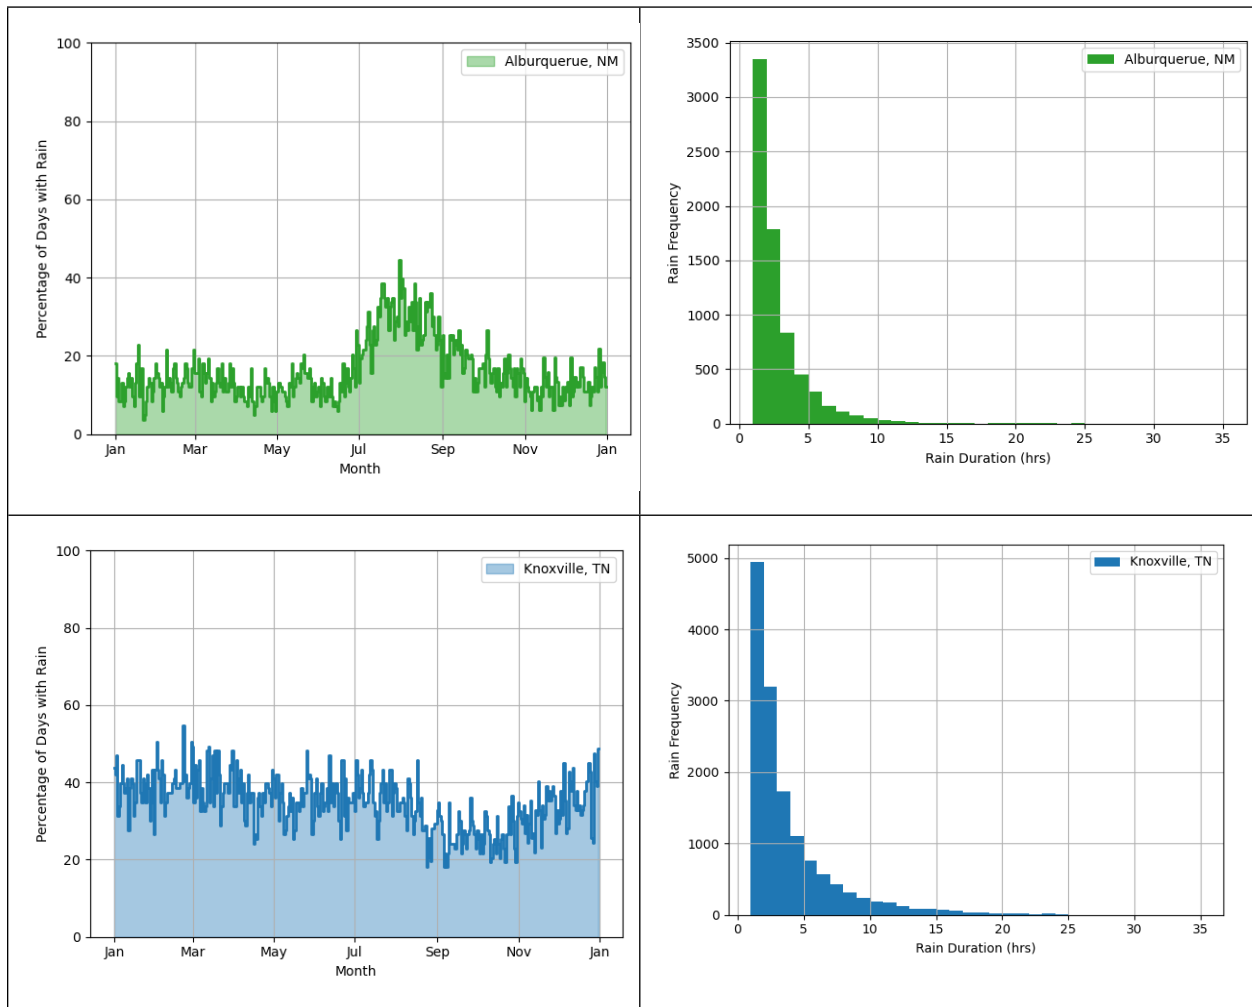 100
80
60
40
20
0
Percentage of Days with Rain
Alburquerue, NM
Jan Mar May Jul Sep Nov Jan
Month
3500
3000
2500
2000
1500
1000
500
0
Rain Frequency
Alburquerue, NM
0 5 10 15 20 25 30 35
Rain Duration (hrs)
100
80
60
40
20
0
Percentage of Days with Rain
Knoxville, TN
Jan Mar May Jul Sep Nov Jan
Month
5000
4000
3000
2000
1000
0
Rain Frequency
Knoxville, TN
0 5 10 15 20 25 30 35
Rain Duration (hrs)